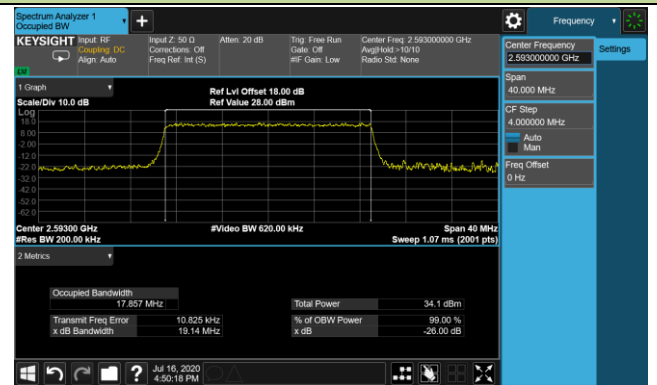 Spectrum Analyzer 1
Occupied BW
Frequency
KEYSIGHT
Input: RF
Coupling: DC
Align: Auto
Input Z: 50 Ω
Corrections: Off
Freq Ref: Int (S)
Atten: 20 dB
Trig: Free Run
Gate: Off
#IF Gain: Low
Center Freq: 2.593000000 GHz
Avg|Hold:>10/10
Radio Std: None
LXI
Center Frequency
2.593000000 GHz
Settings
Span
40.000 MHz
CF Step
4.000000 MHz
Auto
Man
Freq Offset
0 Hz
1 Graph
Scale/Div 10.0 dB
Ref Lvl Offset 18.00 dB
Ref Value 28.00 dBm
Log
18.0
8.00
-2.00
-12.0
-22.0
-32.0
-42.0
-52.0
-62.0
Center 2.59300 GHz
#Res BW 200.00 kHz
#Video BW 620.00 kHz
Span 40 MHz
Sweep 1.07 ms (2001 pts)
2 Metrics
Occupied Bandwidth
17.857 MHz
Total Power 34.1 dBm
Transmit Freq Error 10.825 kHz
% of OBW Power 99.00 %
x dB Bandwidth 19.14 MHz
x dB -26.00 dB
?
Jul 16, 2020
4:50:18 PM